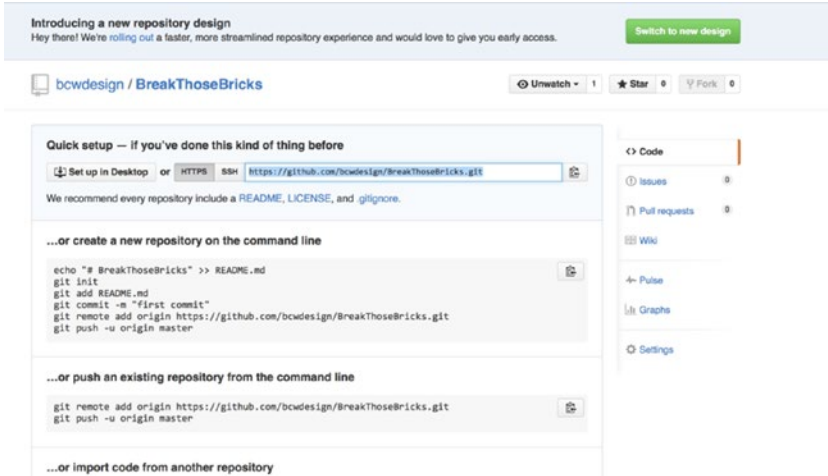 Introducing a new repository design
Hey there! We're rolling out a faster, more streamlined repository experience and would love to give you early access.
Switch to new design
bcwdesign / BreakThoseBricks
Unwatch 1
Star 0
Fork 0
Quick setup — if you've done this kind of thing before
Set up in Desktop or HTTPS SSH https://github.com/bcwdesign/BreakThoseBricks.git
We recommend every repository include a README, LICENSE, and .gitignore.
...or create a new repository on the command line
echo "# BreakThoseBricks" >> README.md
git init
git add README.md
git commit -m "first commit"
git remote add origin https://github.com/bcwdesign/BreakThoseBricks.git
git push -u origin master
...or push an existing repository from the command line
git remote add origin https://github.com/bcwdesign/BreakThoseBricks.git
git push -u origin master
...or import code from another repository
Code
Issues 0
Pull requests 0
Wiki
Pulse
Graphs
Settings